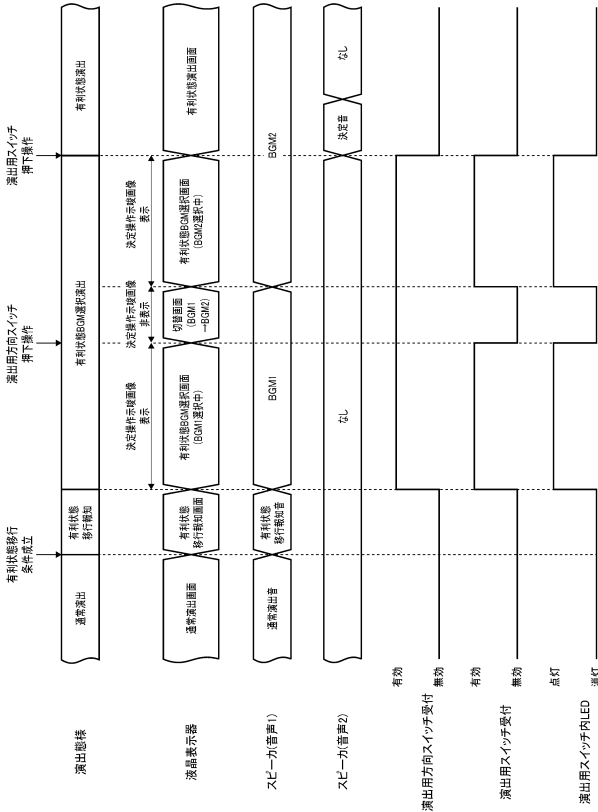 有利状態移行
条件成立
演出用方向スイッチ
押下操作
演出用スイッチ
押下操作
演出態様
通常演出
有利状態
移行報知
有利状態BGM選択演出
有利状態演出
決定操作示唆画像
表示
決定操作示唆画像
非表示
決定操作示唆画像
表示
液晶表示器
通常演出画面
有利状態
移行報知画面
有利状態BGM選択画面
(BGM1選択中)
切替画面
(BGM1
→BGM2)
有利状態BGM選択画面
(BGM2選択中)
有利状態演出画面
スピーカ(音声1)
通常演出音
有利状態
移行報知音
BGM1
BGM2
スピーカ(音声2)
なし
決定音
なし
演出用方向スイッチ受付
有効
無効
演出用スイッチ受付
有効
無効
演出用スイッチ内LED
点灯
消灯